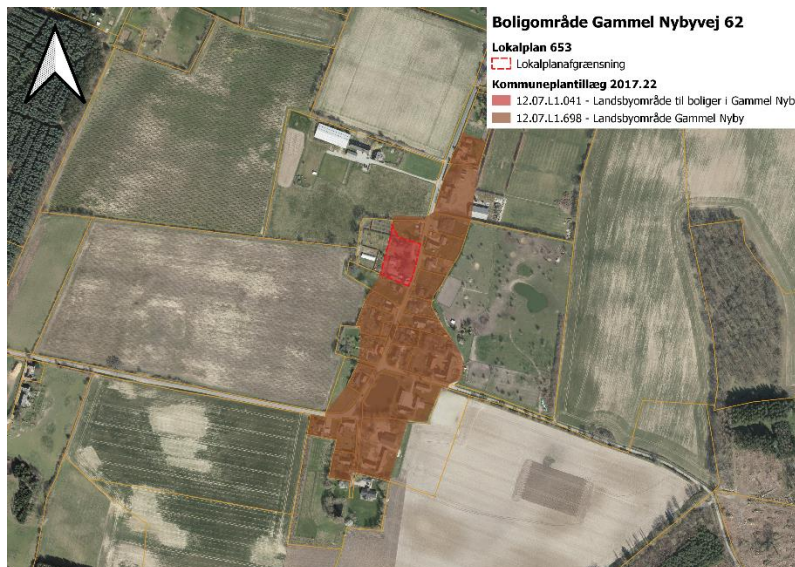 Boligområde Gammel Nybyvej 62
Lokalplan 653
Lokalplanafgrænsning
Kommuneplantillæg 2017.22
12.07.L1.041 - Landsbyområde til boliger i Gammel Nyb
12.07.L1.698 - Landsbyområde Gammel Nyby